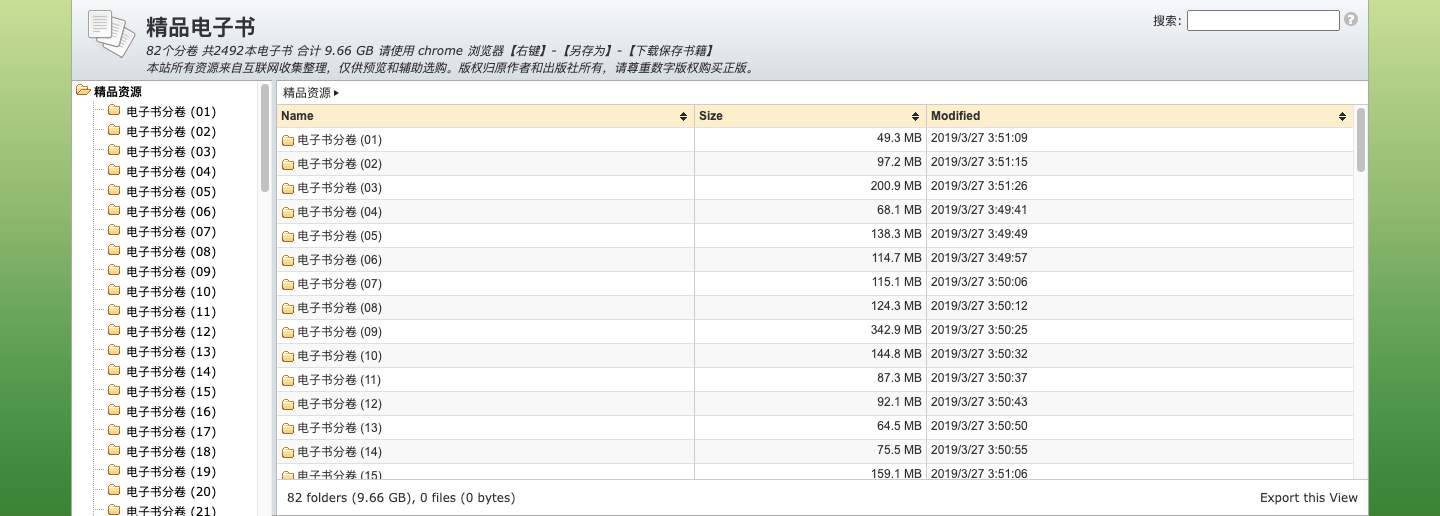 精品电子书
搜索:
82个分卷 共2492本电子书 合计 9.66 GB 请使用 chrome 浏览器【右键】-【另存为】-【下载保存书籍】
本站所有资源来自互联网收集整理，仅供预览和辅助选购。版权归原作者和出版社所有，请尊重数字版权购买正版。
精品资源
电子书分卷 (01)
电子书分卷 (02)
电子书分卷 (03)
电子书分卷 (04)
电子书分卷 (05)
电子书分卷 (06)
电子书分卷 (07)
电子书分卷 (08)
电子书分卷 (09)
电子书分卷 (10)
电子书分卷 (11)
电子书分卷 (12)
电子书分卷 (13)
电子书分卷 (14)
电子书分卷 (15)
电子书分卷 (16)
电子书分卷 (17)
电子书分卷 (18)
电子书分卷 (19)
电子书分卷 (20)
电子书分卷 (21)
精品资源
Name Size Modified
电子书分卷 (01) 49.3 MB 2019/3/27 3:51:09
电子书分卷 (02) 97.2 MB 2019/3/27 3:51:15
电子书分卷 (03) 200.9 MB 2019/3/27 3:51:26
电子书分卷 (04) 68.1 MB 2019/3/27 3:49:41
电子书分卷 (05) 138.3 MB 2019/3/27 3:49:49
电子书分卷 (06) 114.7 MB 2019/3/27 3:49:57
电子书分卷 (07) 115.1 MB 2019/3/27 3:50:06
电子书分卷 (08) 124.3 MB 2019/3/27 3:50:12
电子书分卷 (09) 342.9 MB 2019/3/27 3:50:25
电子书分卷 (10) 144.8 MB 2019/3/27 3:50:32
电子书分卷 (11) 87.3 MB 2019/3/27 3:50:37
电子书分卷 (12) 92.1 MB 2019/3/27 3:50:43
电子书分卷 (13) 64.5 MB 2019/3/27 3:50:50
电子书分卷 (14) 75.5 MB 2019/3/27 3:50:55
电子书分卷 (15) 159.1 MB 2019/3/27 3:51:06
82 folders (9.66 GB), 0 files (0 bytes)
Export this View